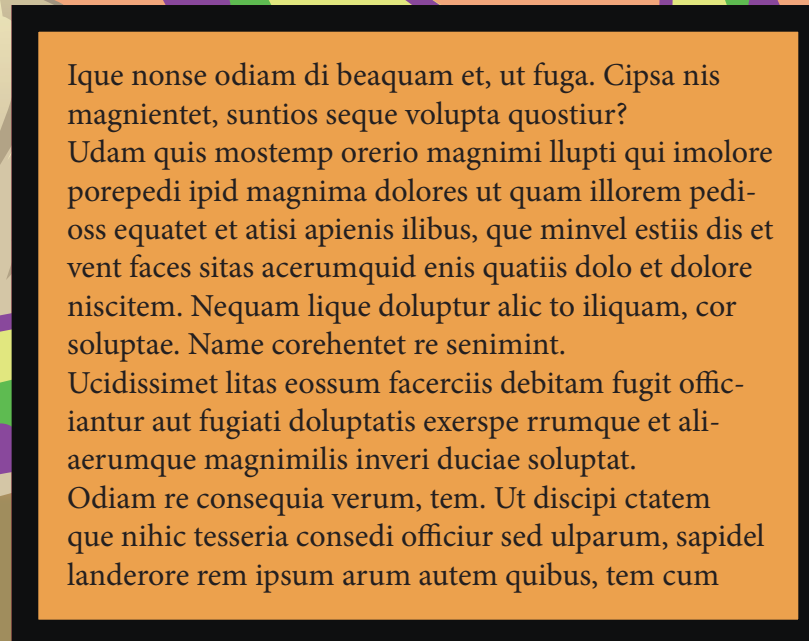 Ique nonse odiam di beaquam et, ut fuga. Cipsa nis
magnientet, suntios seque volupta quostiur?
Udam quis mostemp orerio magnimi llupti qui imolore
porepedi ipid magnima dolores ut quam illorem pedi-
oss equatet et atisi apienis ilibus, que minvel estiis dis et
vent faces sitas acerumquid enis quatiis dolo et dolore
niscitem. Nequam lique doluptur alic to iliquam, cor
soluptae. Name corehentet re senimint.
Ucidissimet litas eossum facerciis debitam fugit offic-
iantur aut fugiati doluptatis exerspe rrumque et ali-
aerumque magnimilis inveri duciae soluptat.
Odiam re consequia verum, tem. Ut discipi ctatem
que nihic tesseria consedi officiur sed ulparum, sapidel
landerore rem ipsum arum autem quibus, tem cum